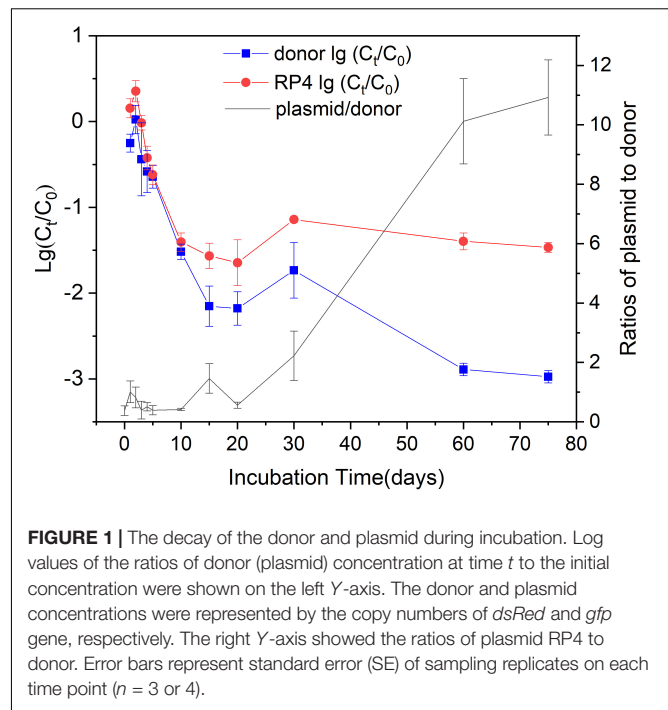 donor lg (Ct/C0)
RP4 lg (Ct/C0)
plasmid/donor
1
0
-1
-2
-3
Lg(Ct/C0)
12
10
8
6
4
2
0
Ratios of plasmid to donor
0 10 20 30 40 50 60 70 80
Incubation Time(days)
FIGURE 1 | The decay of the donor and plasmid during incubation. Log
values of the ratios of donor (plasmid) concentration at time t to the initial
concentration were shown on the left Y-axis. The donor and plasmid
concentrations were represented by the copy numbers of dsRed and gfp
gene, respectively. The right Y-axis showed the ratios of plasmid RP4 to
donor. Error bars represent standard error (SE) of sampling replicates on each
time point (n = 3 or 4).